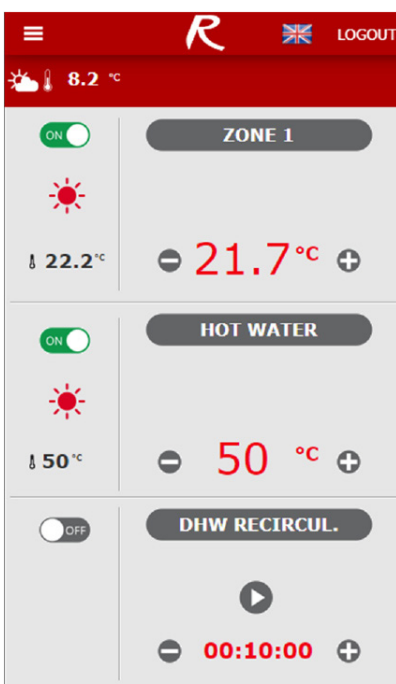 R LOGOUT
8.2 °C
ON ZONE 1
22.2°C 21.7°C
ON HOT WATER
50°C 50 °C
OFF DHW RECIRCUL.
00:10:00